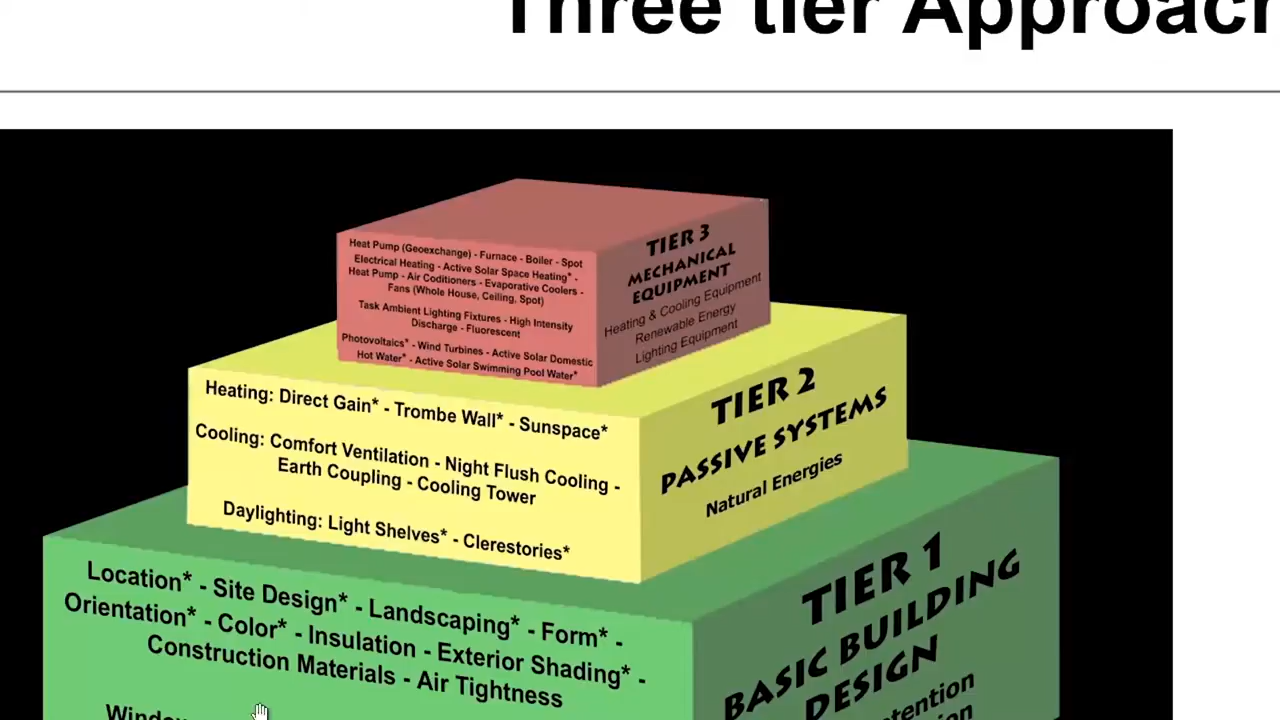 Three tier Approach
Heat Pump (Geoexchange) - Furnace - Boiler - Spot
Electrical Heating - Active Solar Space Heating* -
Heat Pump - Air Coditioners - Evaporative Coolers -
Fans (Whole House, Ceiling, Spot)
Task Ambient Lighting Fixtures - High Intensity
Discharge - Fluorescent
Photovoltaics* - Wind Turbines - Active Solar Domestic
Hot Water* - Active Solar Swimming Pool Water*
TIER 3
MECHANICAL
EQUIPMENT
Heating & Cooling Equipment
Renewable Energy
Lighting Equipment
Heating: Direct Gain* - Trombe Wall* - Sunspace*
Cooling: Comfort Ventilation - Night Flush Cooling -
Earth Coupling - Cooling Tower
Daylighting: Light Shelves* - Clerestories*
TIER 2
PASSIVE SYSTEMS
Natural Energies
Location* - Site Design* - Landscaping* - Form* -
Orientation* - Color* - Insulation - Exterior Shading* -
Construction Materials - Air Tightness
TIER 1
BASIC BUILDING
DESIGN